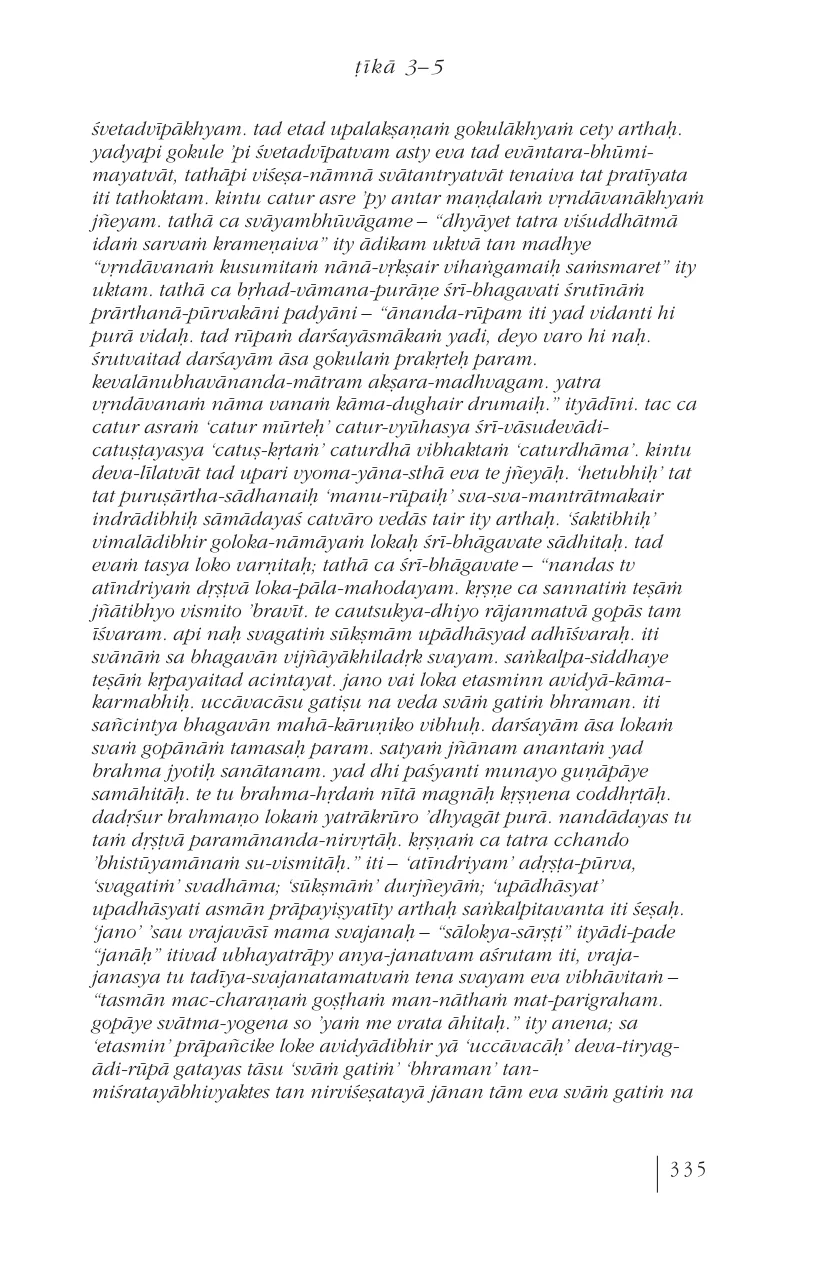 ṭīkā 3–5
śvetadvīpākhyam. tad etad upalakṣaṇaṁ gokulākhyaṁ cety arthaḥ.
yadyapi gokule ’pi śvetadvīpatvam asty eva tad evāntara-bhūmi-
mayatvāt, tathāpi viśeṣa-nāmnā svātantryatvāt tenaiva tat pratīyata
iti tathoktam. kintu catur asre ’py antar maṇḍalaṁ vṛndāvanākhyaṁ
jñeyam. tathā ca svāyambhūvāgame – “dhyāyet tatra viśuddhātmā
idaṁ sarvaṁ krameṇaiva” ity ādikam uktvā tan madhye
“vṛndāvanaṁ kusumitaṁ nānā-vṛkṣair vihaṅgamaiḥ saṁsmaret” ity
uktam. tathā ca bṛhad-vāmana-purāṇe śrī-bhagavati śrutīnāṁ
prārthanā-pūrvakāni padyāni – “ānanda-rūpam iti yad vidanti hi
purā vidaḥ. tad rūpaṁ darśayāsmākaṁ yadi, deyo varo hi naḥ.
śrutvaitad darśayām āsa gokulaṁ prakṛteḥ param.
kevalānubhavānanda-mātram akṣara-madhvagam. yatra
vṛndāvanaṁ nāma vanaṁ kāma-dughair drumaiḥ.” ityādīni. tac ca
catur asraṁ ‘catur mūrteḥ’ catur-vyūhasya śrī-vāsudevādi-
catuṣṭayasya ‘catuṣ-kṛtaṁ’ caturdhā vibhaktaṁ ‘caturdhāma’. kintu
deva-līlatvāt tad upari vyoma-yāna-sthā eva te jñeyāḥ. ‘hetubhiḥ’ tat
tat puruṣārtha-sādhanaiḥ ‘manu-rūpaiḥ’ sva-sva-mantrātmakair
indrādibhiḥ sāmādayaś catvāro vedās tair ity arthaḥ. ‘śaktibhiḥ’
vimalādibhir goloka-nāmāyaṁ lokaḥ śrī-bhāgavate sādhitaḥ. tad
evaṁ tasya loko varṇitaḥ; tathā ca śrī-bhāgavate – “nandas tv
atīndriyaṁ dṛṣṭvā loka-pāla-mahodayam. kṛṣṇe ca sannatiṁ teṣāṁ
jñātibhyo vismito ’bravīt. te cautsukya-dhiyo rājanmatvā gopās tam
īśvaram. api naḥ svagatiṁ sūkṣmām upādhāsyad adhīśvaraḥ. iti
svānāṁ sa bhagavān vijñāyākhiladṛk svayam. saṅkalpa-siddhaye
teṣāṁ kṛpayaitad acintayat. jano vai loka etasminn avidyā-kāma-
karmabhiḥ. uccāvacāsu gatiṣu na veda svāṁ gatiṁ bhraman. iti
sañcintya bhagavān mahā-kāruṇiko vibhuḥ. darśayām āsa lokaṁ
svaṁ gopānāṁ tamasaḥ param. satyaṁ jñānam anantaṁ yad
brahma jyotiḥ sanātanam. yad dhi paśyanti munayo guṇāpāye
samāhitāḥ. te tu brahma-hṛdaṁ nītā magnāḥ kṛṣṇena coddhṛtāḥ.
dadṛśur brahmaṇo lokaṁ yatrākrūro ’dhyagāt purā. nandādayas tu
taṁ dṛṣṭvā paramānanda-nirvṛtāḥ. kṛṣṇaṁ ca tatra cchando
’bhistūyamānaṁ su-vismitāḥ.” iti – ‘atīndriyam’ adṛṣṭa-pūrva,
‘svagatiṁ’ svadhāma; ‘sūkṣmāṁ’ durjñeyāṁ; ‘upādhāsyat’
upadhāsyati asmān prāpayiṣyatīty arthaḥ saṅkalpitavanta iti śeṣaḥ.
‘jano’ ’sau vrajavāsī mama svajanaḥ – “sālokya-sārṣṭi” ityādi-pade
“janāḥ” itivad ubhayatrāpy anya-janatvam aśrutam iti, vraja-
janasya tu tadīya-svajanatamatvaṁ tena svayam eva vibhāvitaṁ –
“tasmān mac-charaṇaṁ goṣṭhaṁ man-nāthaṁ mat-parigraham.
gopāye svātma-yogena so ’yaṁ me vrata āhitaḥ.” ity anena; sa
‘etasmin’ prāpañcike loke avidyādibhir yā ‘uccāvacāḥ’ deva-tiryag-
ādi-rūpā gatayas tāsu ‘svāṁ gatiṁ’ ‘bhraman’ tan-
miśratayābhivyaktes tan nirviśeṣatayā jānan tām eva svāṁ gatiṁ na
335